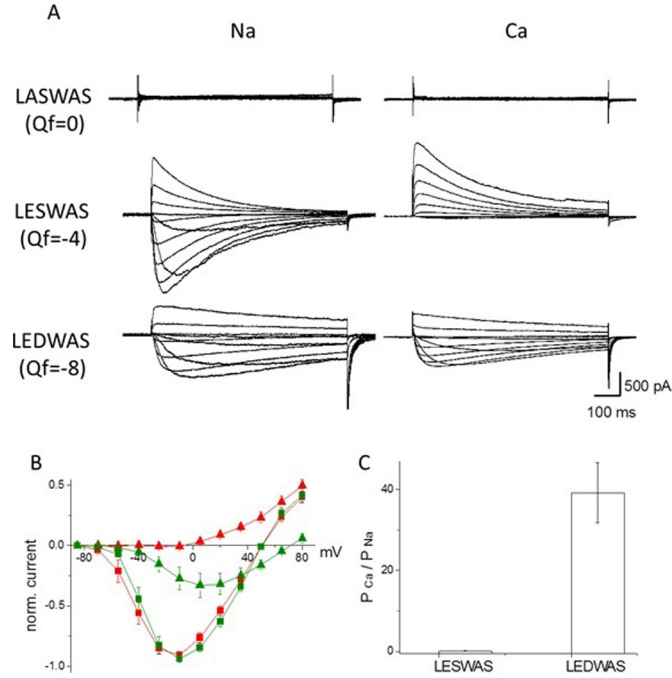 A
Na Ca
LASWAS
(Qf=0)
LESWAS
(Qf=-4)
LEDWAS
(Qf=-8)
500 pA
100 ms
B
0.5
0.0
-0.5
-1.0
norm. current
-80 -40 0 40 80
mV
C
40
20
0
P Ca / P Na
LESWAS LEDWAS